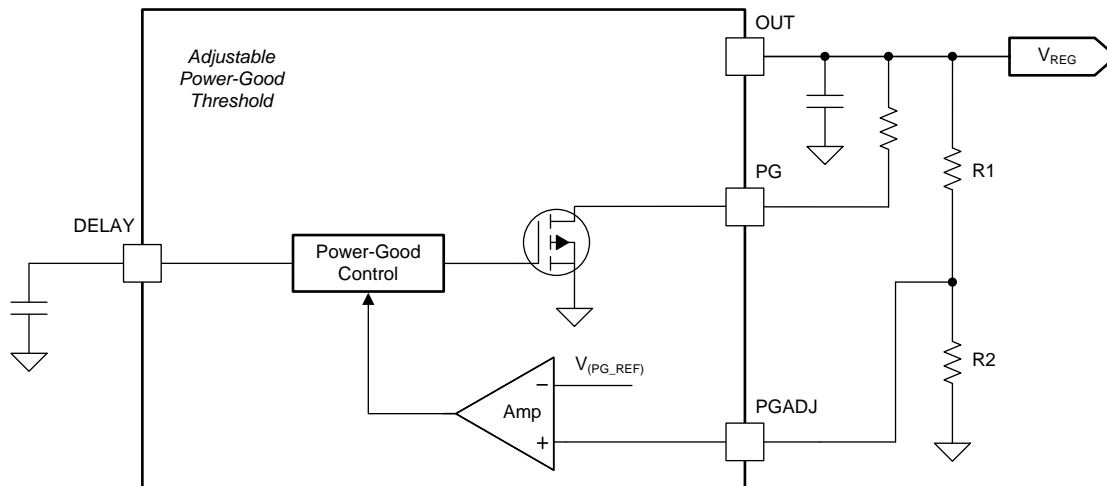 OUT
Adjustable
Power-Good
Threshold
VREG
PG
R1
DELAY
Power-Good
Control
V(PG_REF)
R2
−
Amp
PGADJ
+